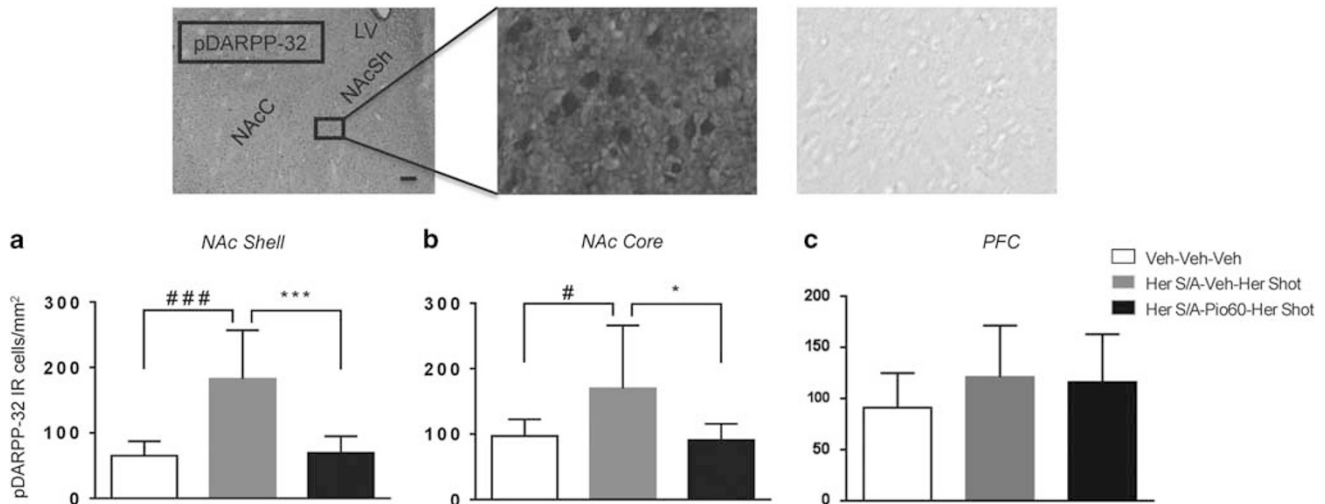 pDARPP-32
LV
NAcSh
NAcC
a
NAc Shell
b
NAc Core
c
PFC
Veh-Veh-Veh
Her S/A-Veh-Her Shot
Her S/A-Pio60-Her Shot
pDARPP-32 IR cells/mm²
300
200
100
0
###
***
300
200
100
0
#
*
200
150
100
50
0